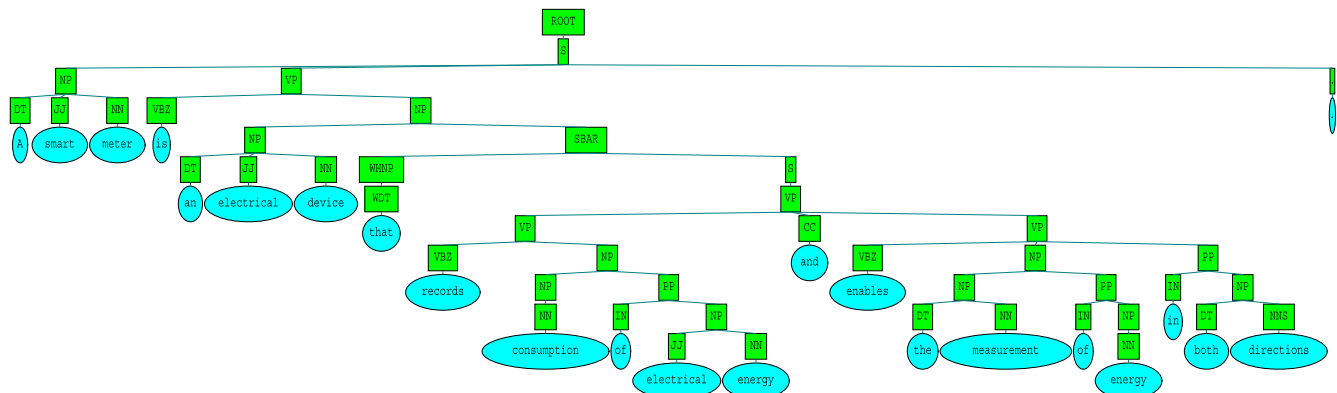 ROOT
S
NP VP .
DT JJ NN VBZ NP
A smart meter is .
NP SBAR
DT JJ NN WHNP S
an electrical device WDT VP
that VP CC VP
VBZ NP and VBZ NP PP
records NP PP enables NP PP IN NP
NN IN NP DT NN IN NP in DT NNS
consumption of JJ NN the measurement of NN both directions
electrical energy energy